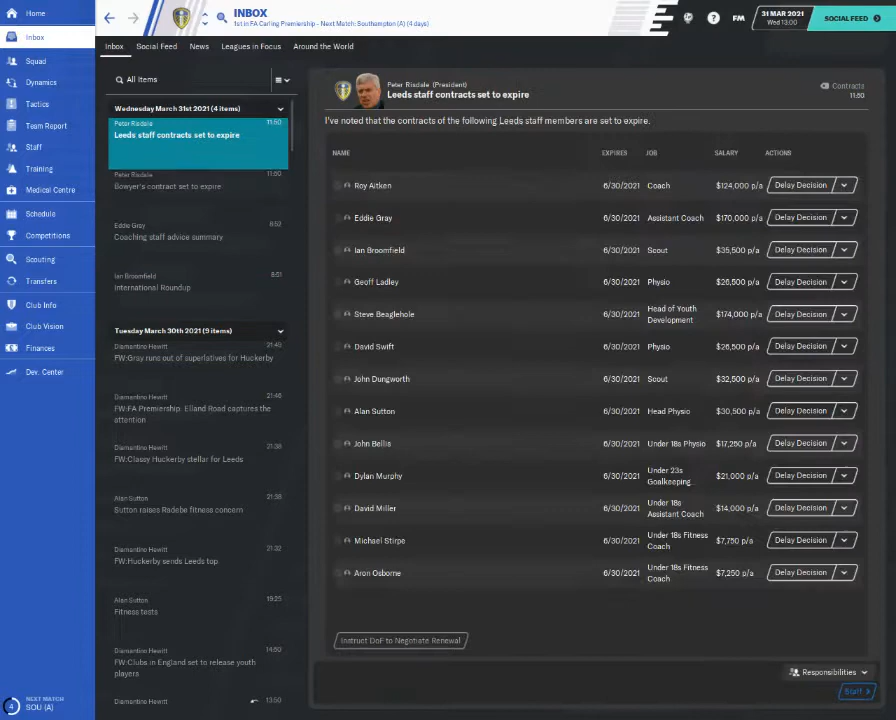 Home
Inbox
Squad
Dynamics
Tactics
Team Report
Staff
Training
Medical Centre
Schedule
Competitions
Scouting
Transfers
Club Info
Club Vision
Finances
Dev. Center
4
NEXT MATCH
SOU (A)
INBOX
1st in FA Carling Premiership - Next Match: Southampton (A) (4 days)
?
FM
31 MAR 2021
Wed 13:00
SOCIAL FEED
Inbox Social Feed News Leagues in Focus Around the World
All Items
Wednesday March 31st 2021 (4 items)
Peter Risdale 11:50
Leeds staff contracts set to expire
Peter Risdale 11:50
Bowyer's contract set to expire
Eddie Gray 8:52
Coaching staff advice summary
Ian Broomfield 8:51
International Roundup
Tuesday March 30th 2021 (9 items)
Diamantino Hewitt 21:49
FW:Gray runs out of superlatives for Huckerby
Diamantino Hewitt 21:48
FW:FA Premiership. Elland Road captures the
attention
Diamantino Hewitt 21:38
FW:Classy Huckerby stellar for Leeds
Alan Sutton 21:38
Sutton raises Radebe fitness concern
Diamantino Hewitt 21:32
FW:Huckerby sends Leeds top
Alan Sutton 19:25
Fitness tests
Diamantino Hewitt 14:50
FW:Clubs in England set to release youth
players
Diamantino Hewitt 13:50
Peter Risdale (President)
Leeds staff contracts set to expire
Contracts
11:50
I've noted that the contracts of the following Leeds staff members are set to expire.
NAME EXPIRES JOB SALARY ACTIONS
Roy Aitken 6/30/2021 Coach $124,000 p/a Delay Decision
Eddie Gray 6/30/2021 Assistant Coach $170,000 p/a Delay Decision
Ian Broomfield 6/30/2021 Scout $35,500 p/a Delay Decision
Geoff Ladley 6/30/2021 Physio $26,500 p/a Delay Decision
Steve Beaglehole 6/30/2021 Head of Youth Development $174,000 p/a Delay Decision
David Swift 6/30/2021 Physio $26,500 p/a Delay Decision
John Dungworth 6/30/2021 Scout $32,500 p/a Delay Decision
Alan Sutton 6/30/2021 Head Physio $30,500 p/a Delay Decision
John Bellis 6/30/2021 Under 18s Physio $17,250 p/a Delay Decision
Dylan Murphy 6/30/2021 Under 23s Goalkeeping... $21,000 p/a Delay Decision
David Miller 6/30/2021 Under 18s Assistant Coach $14,000 p/a Delay Decision
Michael Stirpe 6/30/2021 Under 18s Fitness Coach $7,750 p/a Delay Decision
Aron Osborne 6/30/2021 Under 18s Fitness Coach $7,250 p/a Delay Decision
Instruct DoF to Negotiate Renewal
Responsibilities
Staff >